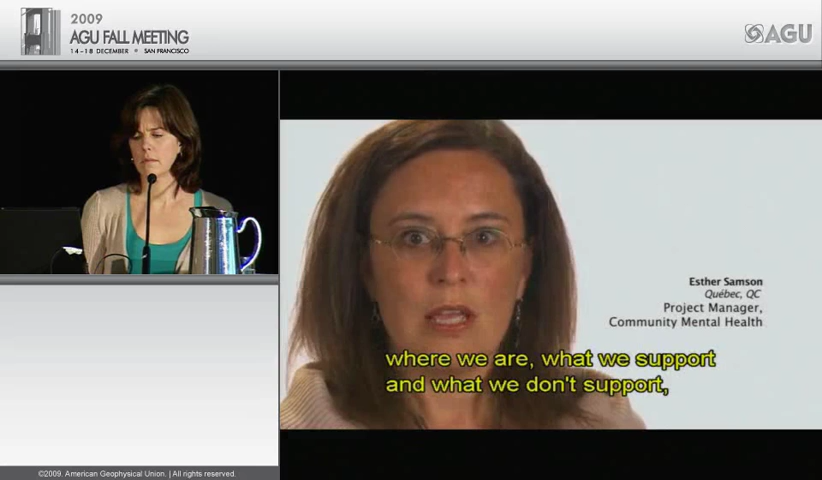 2009
AGU FALL MEETING
14-18 DECEMBER • SAN FRANCISCO
AGU
Esther Samson
Québec, QC
Project Manager,
Community Mental Health
where we are, what we support
and what we don't support,
©2009. American Geophysical Union. | All rights reserved.